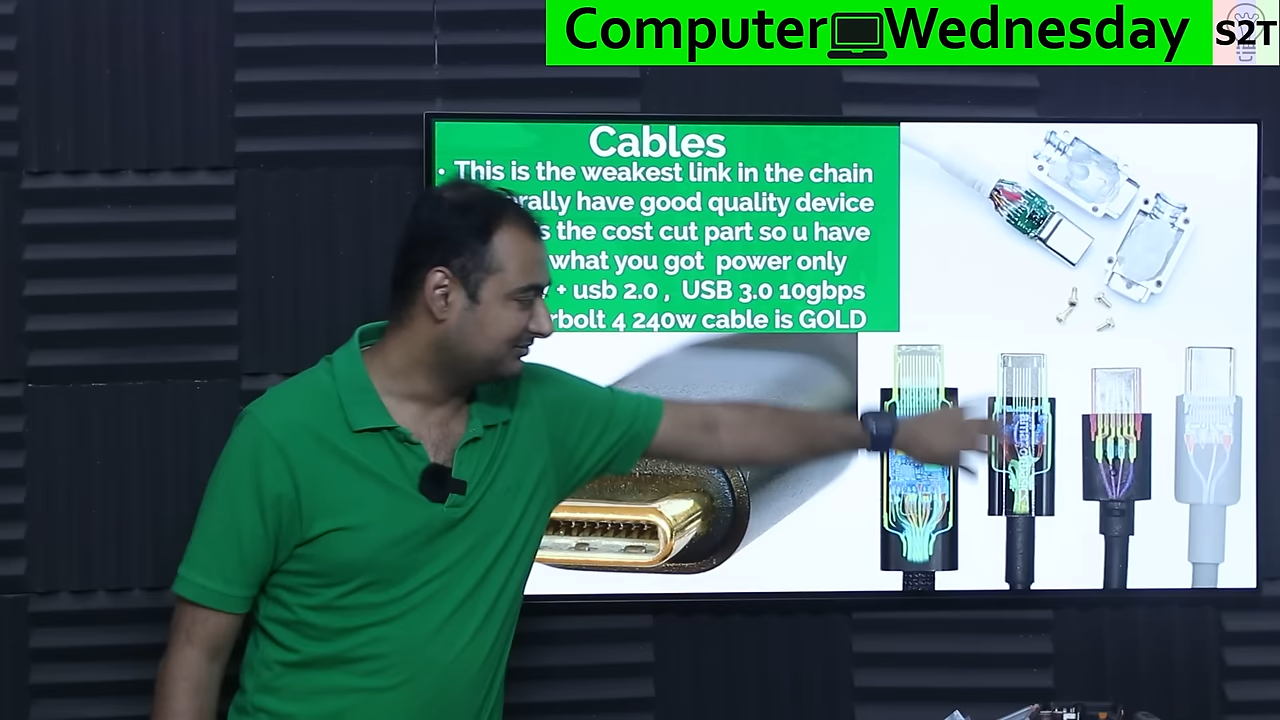 Computer Wednesday
S2T
Cables
• This is the weakest link in the chain
have good quality device
the cost cut part so u have
what you got power only
+ usb 2.0 , USB 3.0 10gbps
4 240w cable is GOLD